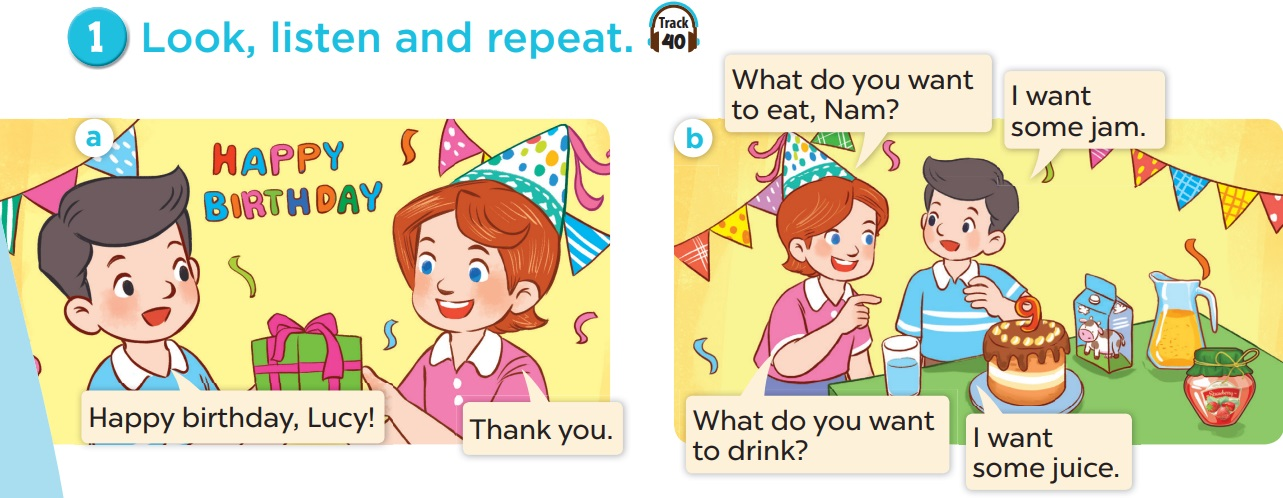 1 Look, listen and repeat.
Track
40
a
HAPPY
BIRTHDAY
Happy birthday, Lucy!
Thank you.
b
What do you want
to eat, Nam?
I want
some jam.
9
What do you want
to drink?
I want
some juice.